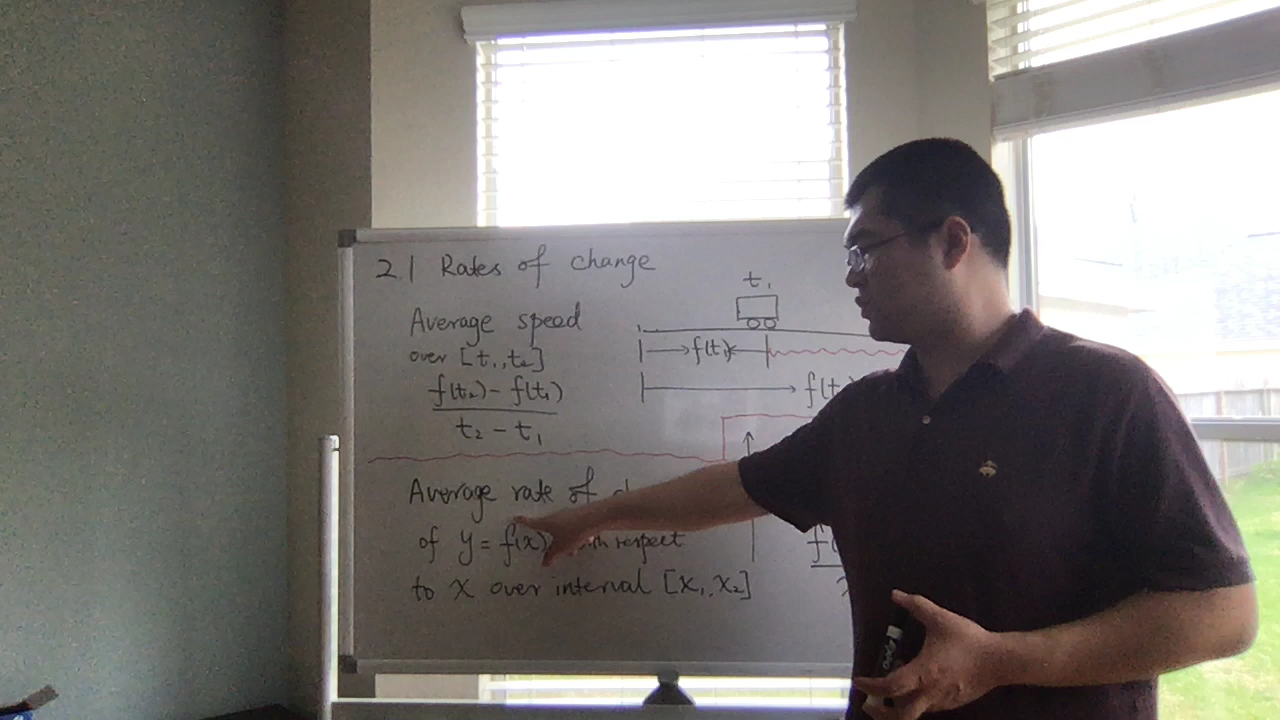 2.1 Rates of change
Average speed
over [t₁, t₂]
f(t₂) - f(t₁)
t₂ - t₁
t₁
f(t₁)
f(t₂
Average rate of
of y = f(x) with respect
to x over interval [x₁, x₂]
f(
expo